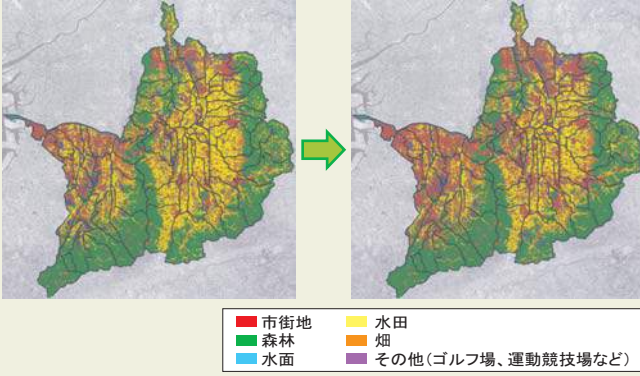 市街地
水田
森林
畑
水面
その他(ゴルフ場、運動競技場など)